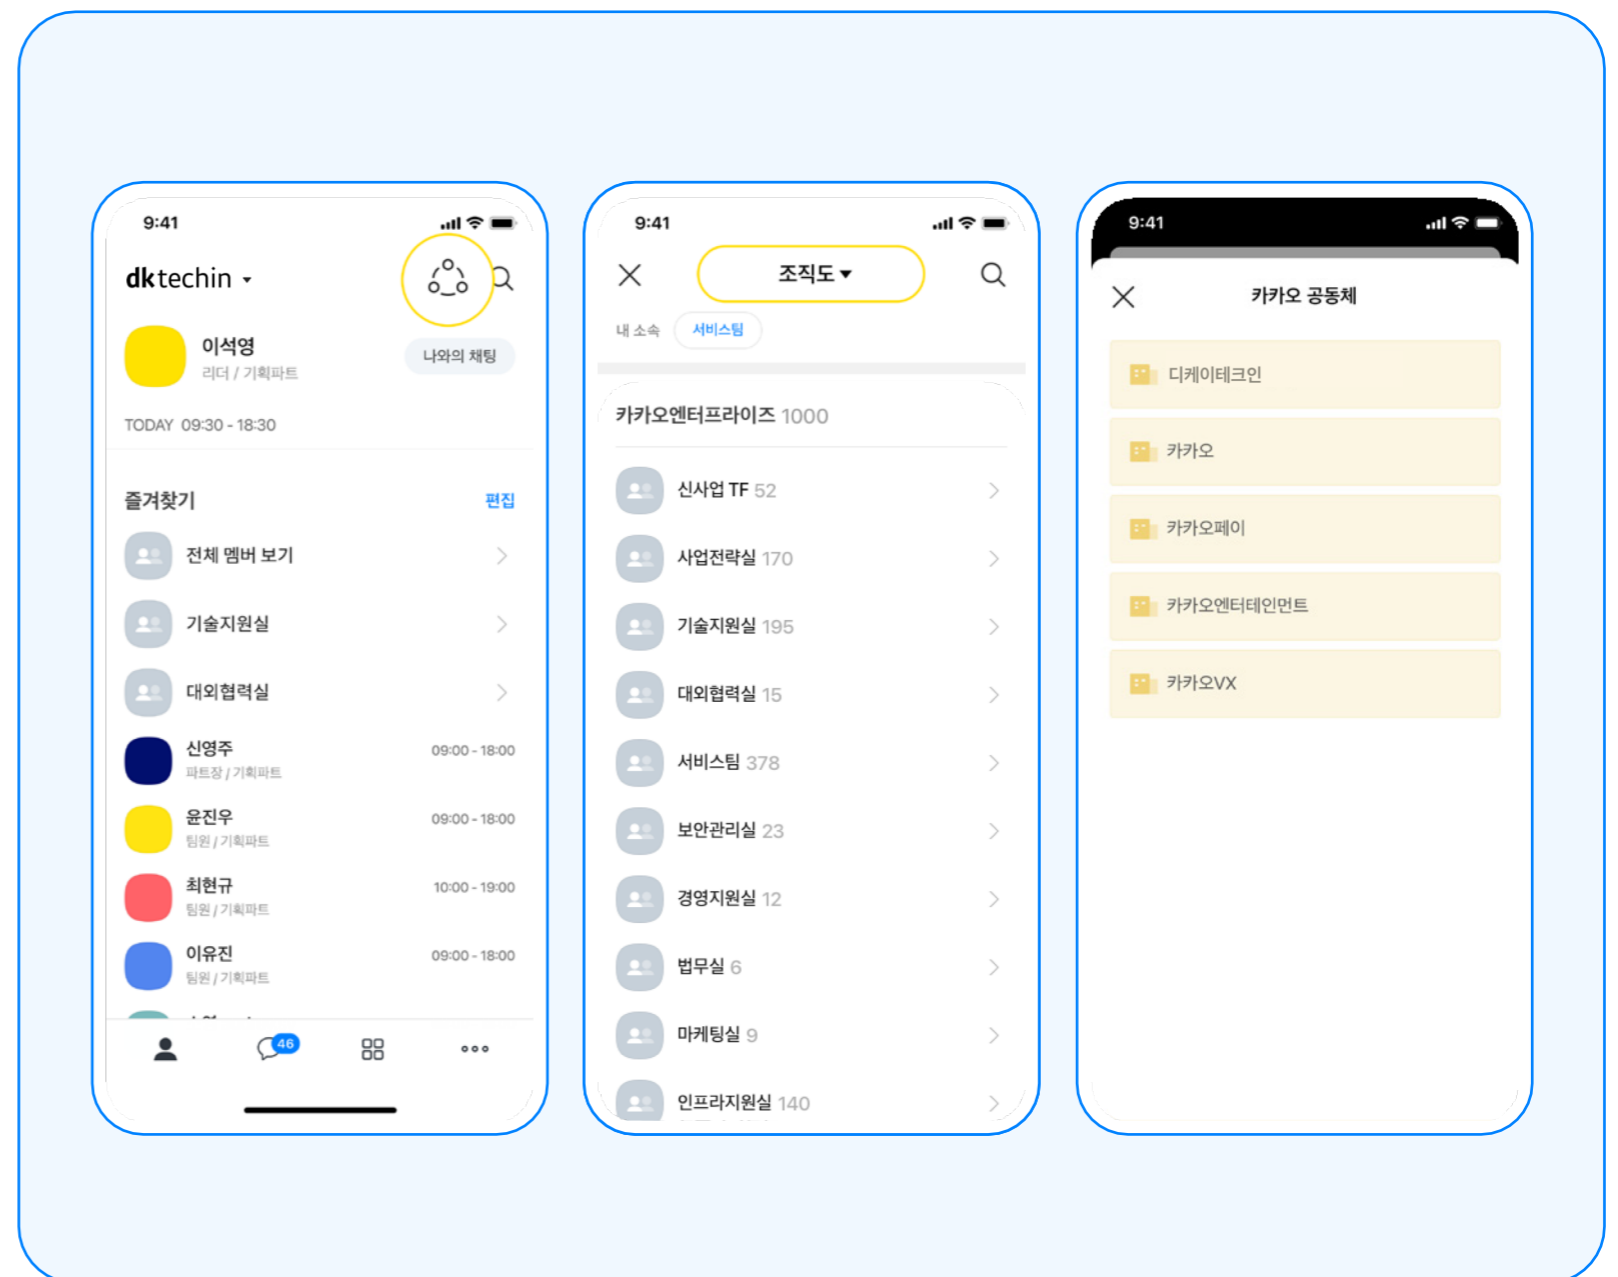 9:41
dktechin
이석영
리더 / 기획파트
나와의 채팅
TODAY 09:30 - 18:30
즐겨찾기 편집
전체 멤버 보기
기술지원실
대외협력실
신영주 09:00 - 18:00
파트장 / 기획파트
윤진우 09:00 - 18:00
팀원 / 기획파트
최현규 10:00 - 19:00
팀원 / 기획파트
이유진 09:00 - 18:00
팀원 / 기획파트
46
9:41
조직도
내 소속 서비스팀
카카오엔터프라이즈 1000
신사업 TF 52
사업전략실 170
기술지원실 195
대외협력실 15
서비스팀 378
보안관리실 23
경영지원실 12
법무실 6
마케팅실 9
인프라지원실 140
9:41
카카오 공동체
디케이테크인
카카오
카카오페이
카카오엔터테인먼트
카카오VX